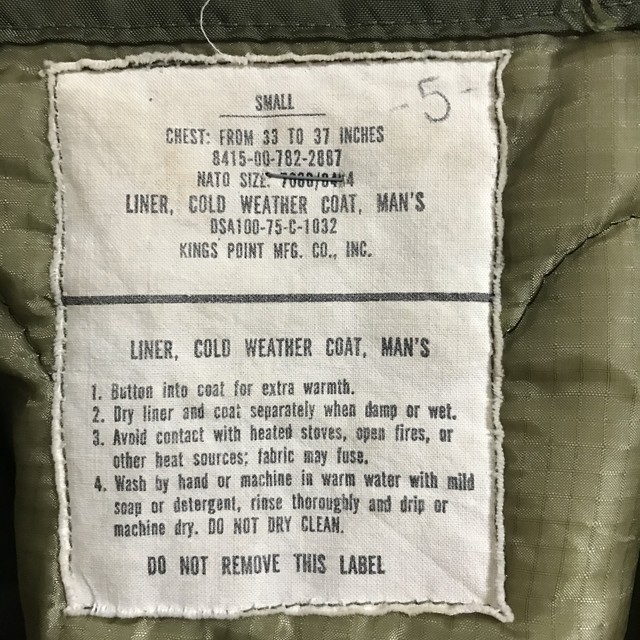 SMALL
-5-
CHEST: FROM 33 TO 37 INCHES
8415-00-782-2887
NATO SIZE:
LINER, COLD WEATHER COAT, MAN'S
DSA100-75-C-1032
KINGS POINT MFG. CO., INC.
LINER, COLD WEATHER COAT, MAN'S
1. Button into coat for extra warmth.
2. Dry liner and coat separately when damp or wet.
3. Avoid contact with heated stoves, open fires, or
other heat sources; fabric may fuse.
4. Wash by hand or machine in warm water with mild
soap or detergent, rinse thoroughly and drip or
machine dry. DO NOT DRY CLEAN.
DO NOT REMOVE THIS LABEL